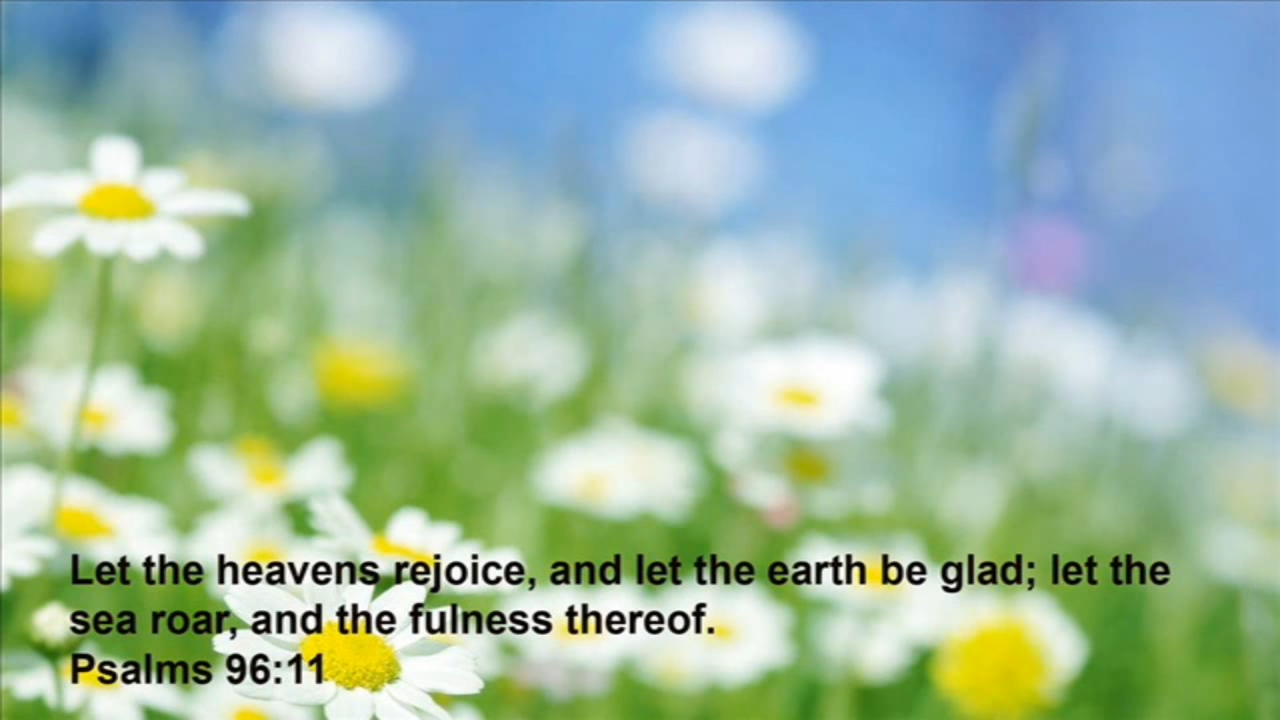 Let the heavens rejoice, and let the earth be glad; let the
sea roar, and the fulness thereof.
Psalms 96:11